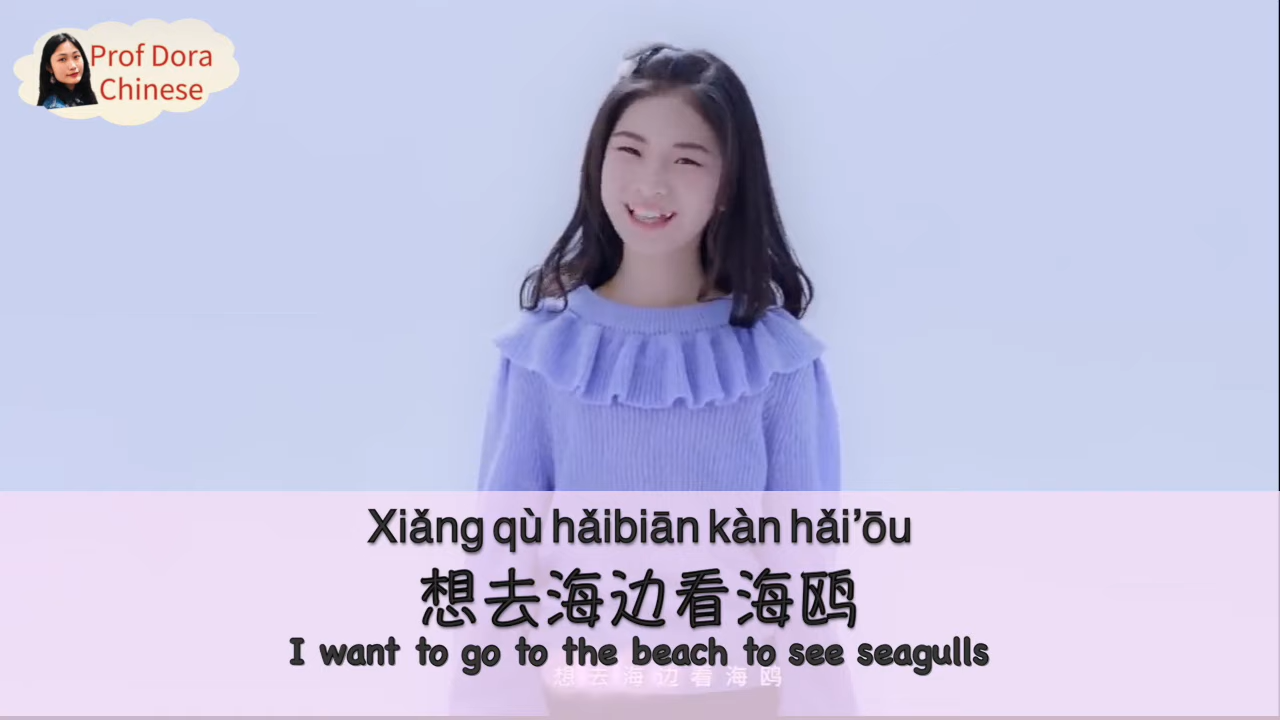 Prof Dora
Chinese
Xiǎng qù hǎibiān kàn hǎi’ōu
想去海边看海鸥
I want to go to the beach to see seagulls
想去海边看海鸥